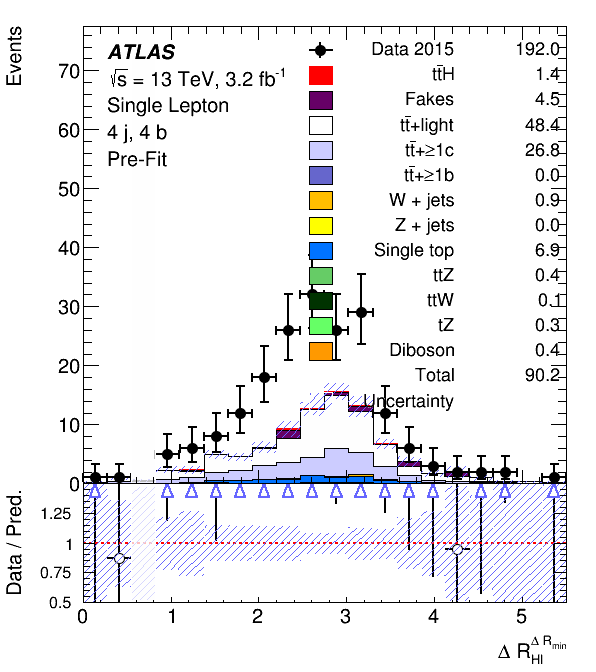 Events
ATLAS
√s = 13 TeV, 3.2 fb⁻¹
Single Lepton
4 j, 4 b
Pre-Fit
Data 2015 192.0
tt̄H 1.4
Fakes 4.5
tt̄+light 48.4
tt̄+≥1c 26.8
tt̄+≥1b 0.0
W + jets 0.9
Z + jets 0.0
Single top 6.9
ttZ 0.4
ttW 0.1
tZ 0.3
Diboson 0.4
Total 90.2
Uncertainty
70
60
50
40
30
20
10
0
Data / Pred.
1.25
1
0.75
0.5
0 1 2 3 4 5
Δ R_HI^Δ R_min